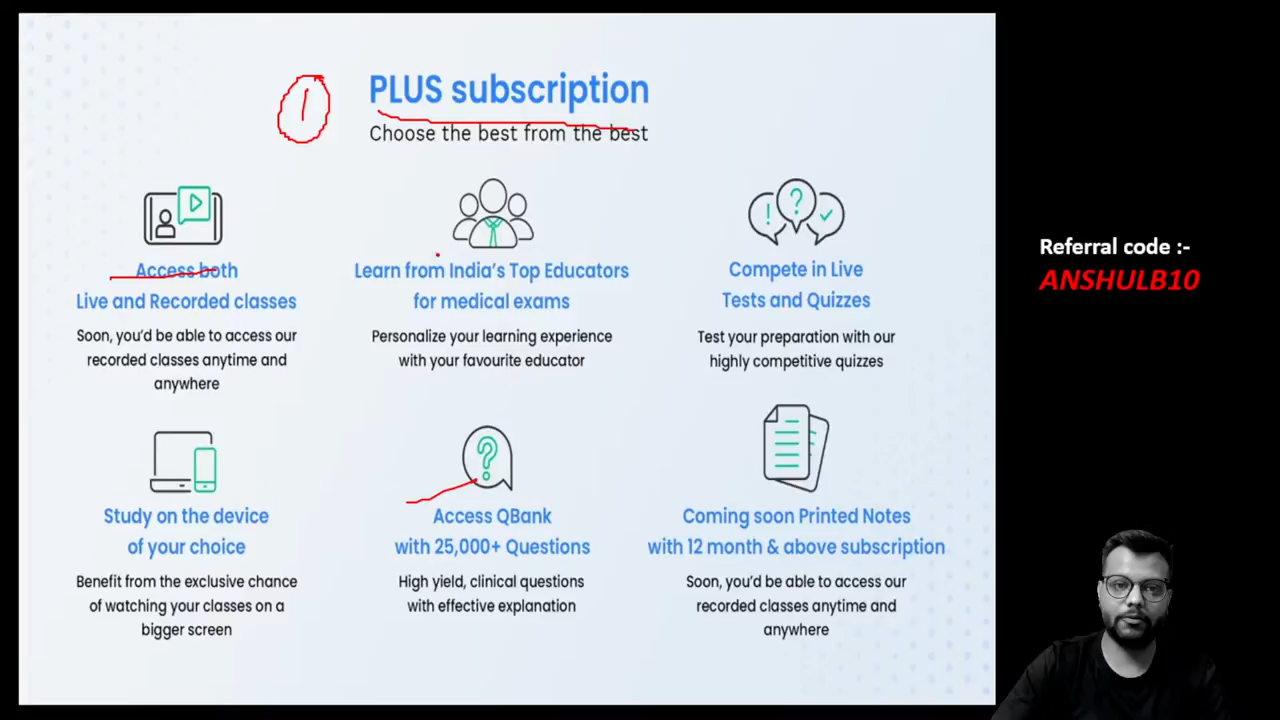 1
PLUS subscription
Choose the best from the best
Access both
Live and Recorded classes
Soon, you'd be able to access our
recorded classes anytime and
anywhere
Learn from India's Top Educators
for medical exams
Personalize your learning experience
with your favourite educator
Compete in Live
Tests and Quizzes
Test your preparation with our
highly competitive quizzes
Study on the device
of your choice
Benefit from the exclusive chance
of watching your classes on a
bigger screen
Access QBank
with 25,000+ Questions
High yield, clinical questions
with effective explanation
Coming soon Printed Notes
with 12 month & above subscription
Soon, you'd be able to access our
recorded classes anytime and
anywhere
Referral code :-
ANSHULB10